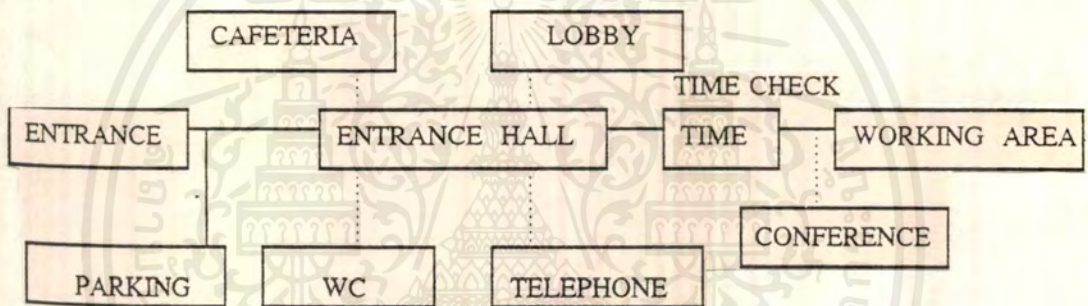 CAFETERIA LOBBY
TIME CHECK
ENTRANCE ENTRANCE HALL TIME WORKING AREA
CONFERENCE
PARKING WC TELEPHONE